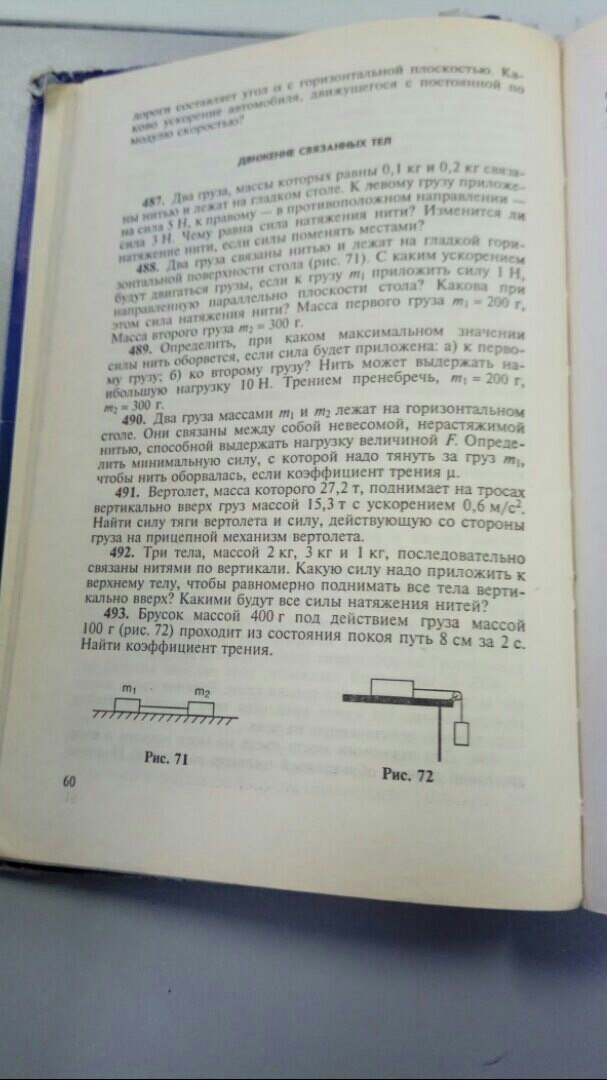 дороги составляет угол α с горизонтальной плоскостью. Ка-
ково ускорение автомобиля, движущегося с постоянной по
модулю скоростью?
ДВИЖЕНИЕ СВЯЗАННЫХ ТЕЛ
487. Два груза, массы которых равны 0,1 кг и 0,2 кг связа-
ны нитью и лежат на гладком столе. К левому грузу приложе-
на сила 5 Н, к правому — в противоположном направлении —
сила 3 Н. Чему равна сила натяжения нити? Изменится ли
натяжение нити, если силы поменять местами?
488. Два груза связаны нитью и лежат на гладкой гори-
зонтальной поверхности стола (рис. 71). С каким ускорением
будут двигаться грузы, если к грузу m₁ приложить силу 1 Н,
направленную параллельно плоскости стола? Какова при
этом сила натяжения нити? Масса первого груза m₁ = 200 г,
Масса второго груза m₂ = 300 г.
489. Определить, при каком максимальном значении
силы нить оборвется, если сила будет приложена: а) к перво-
му грузу; б) ко второму грузу? Нить может выдержать на-
ибольшую нагрузку 10 Н. Трением пренебречь, m₁ = 200 г,
m₂ = 300 г.
490. Два груза массами m₁ и m₂ лежат на горизонтальном
столе. Они связаны между собой невесомой, нерастяжимой
нитью, способной выдержать нагрузку величиной F. Опреде-
лить минимальную силу, с которой надо тянуть за груз m₁,
чтобы нить оборвалась, если коэффициент трения μ.
491. Вертолет, масса которого 27,2 т, поднимает на тросах
вертикально вверх груз массой 15,3 т с ускорением 0,6 м/с².
Найти силу тяги вертолета и силу, действующую со стороны
груза на прицепной механизм вертолета.
492. Три тела, массой 2 кг, 3 кг и 1 кг, последовательно
связаны нитями по вертикали. Какую силу надо приложить к
верхнему телу, чтобы равномерно поднимать все тела верти-
кально вверх? Какими будут все силы натяжения нитей?
493. Брусок массой 400 г под действием груза массой
100 г (рис. 72) проходит из состояния покоя путь 8 см за 2 с.
Найти коэффициент трения.
m₁ m₂
Рис. 71
Рис. 72
60